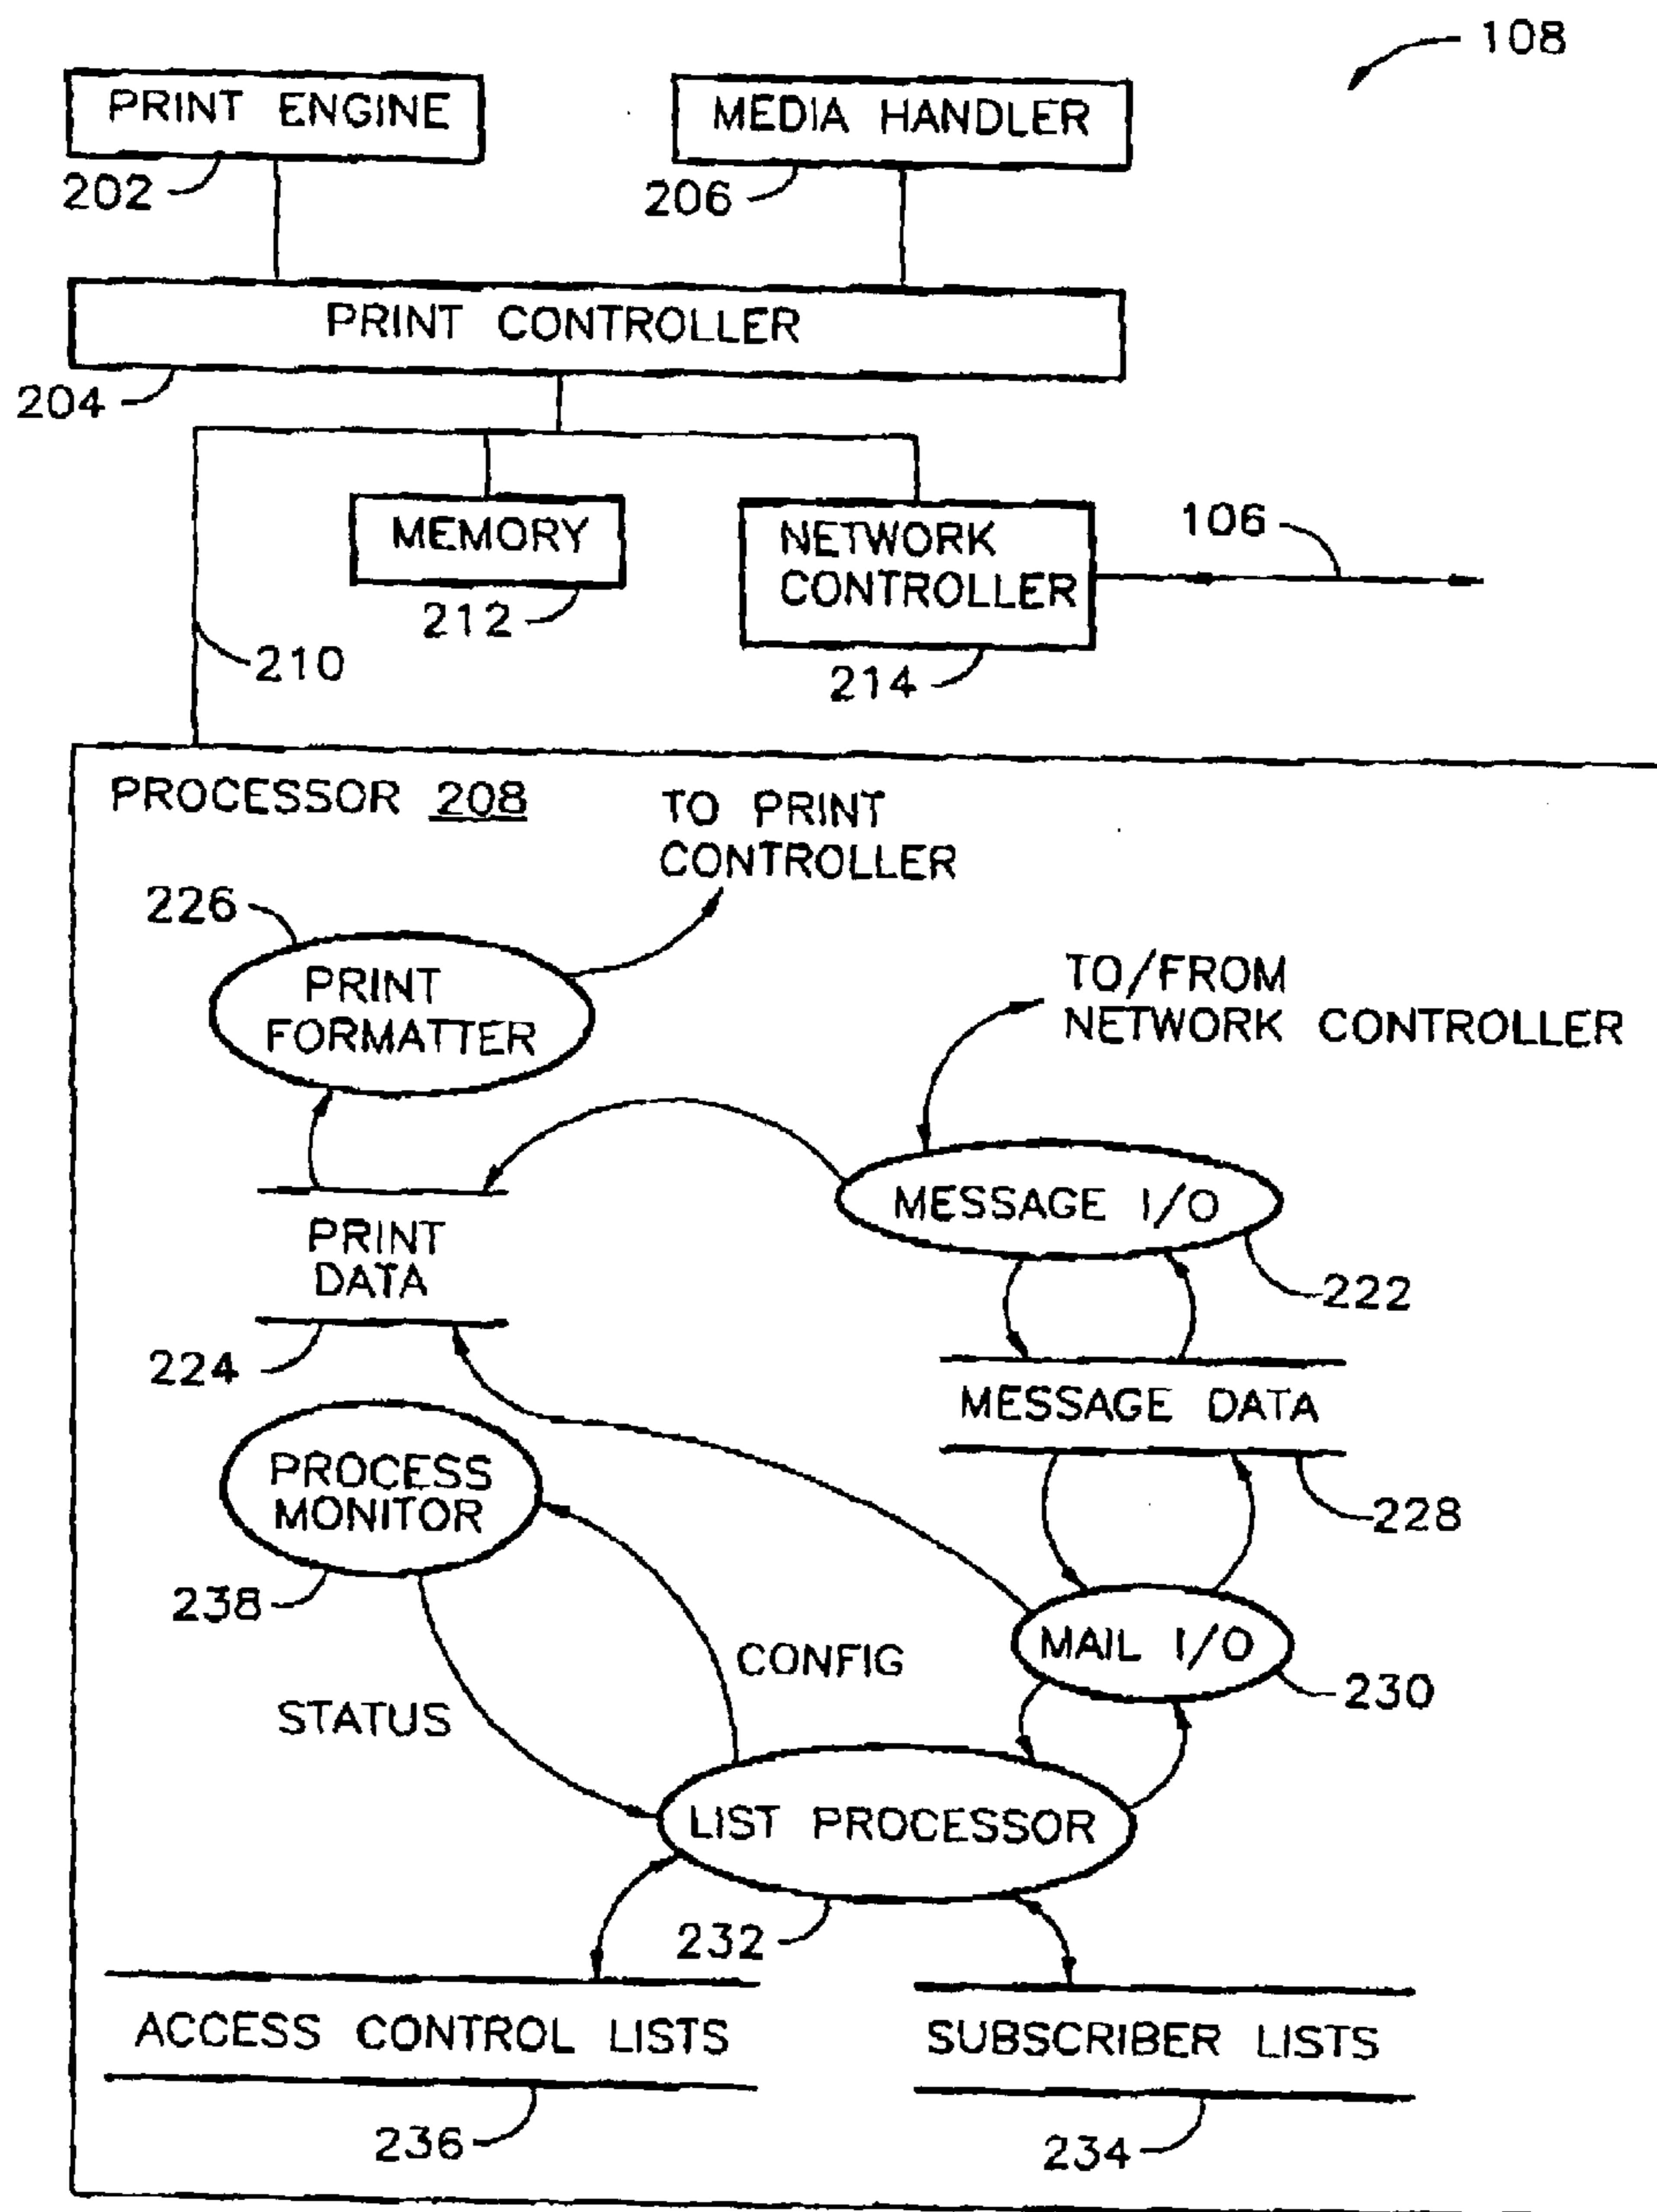 108
PRINT ENGINE
202
MEDIA HANDLER
206
PRINT CONTROLLER
204
MEMORY
212
NETWORK
CONTROLLER
214
106
210
PROCESSOR 208
TO PRINT
CONTROLLER
226
PRINT
FORMATTER
TO/FROM
NETWORK CONTROLLER
MESSAGE I/O
222
PRINT
DATA
224
MESSAGE DATA
228
PROCESS
MONITOR
238
MAIL I/O
230
CONFIG
STATUS
LIST PROCESSOR
232
ACCESS CONTROL LISTS
236
SUBSCRIBER LISTS
234